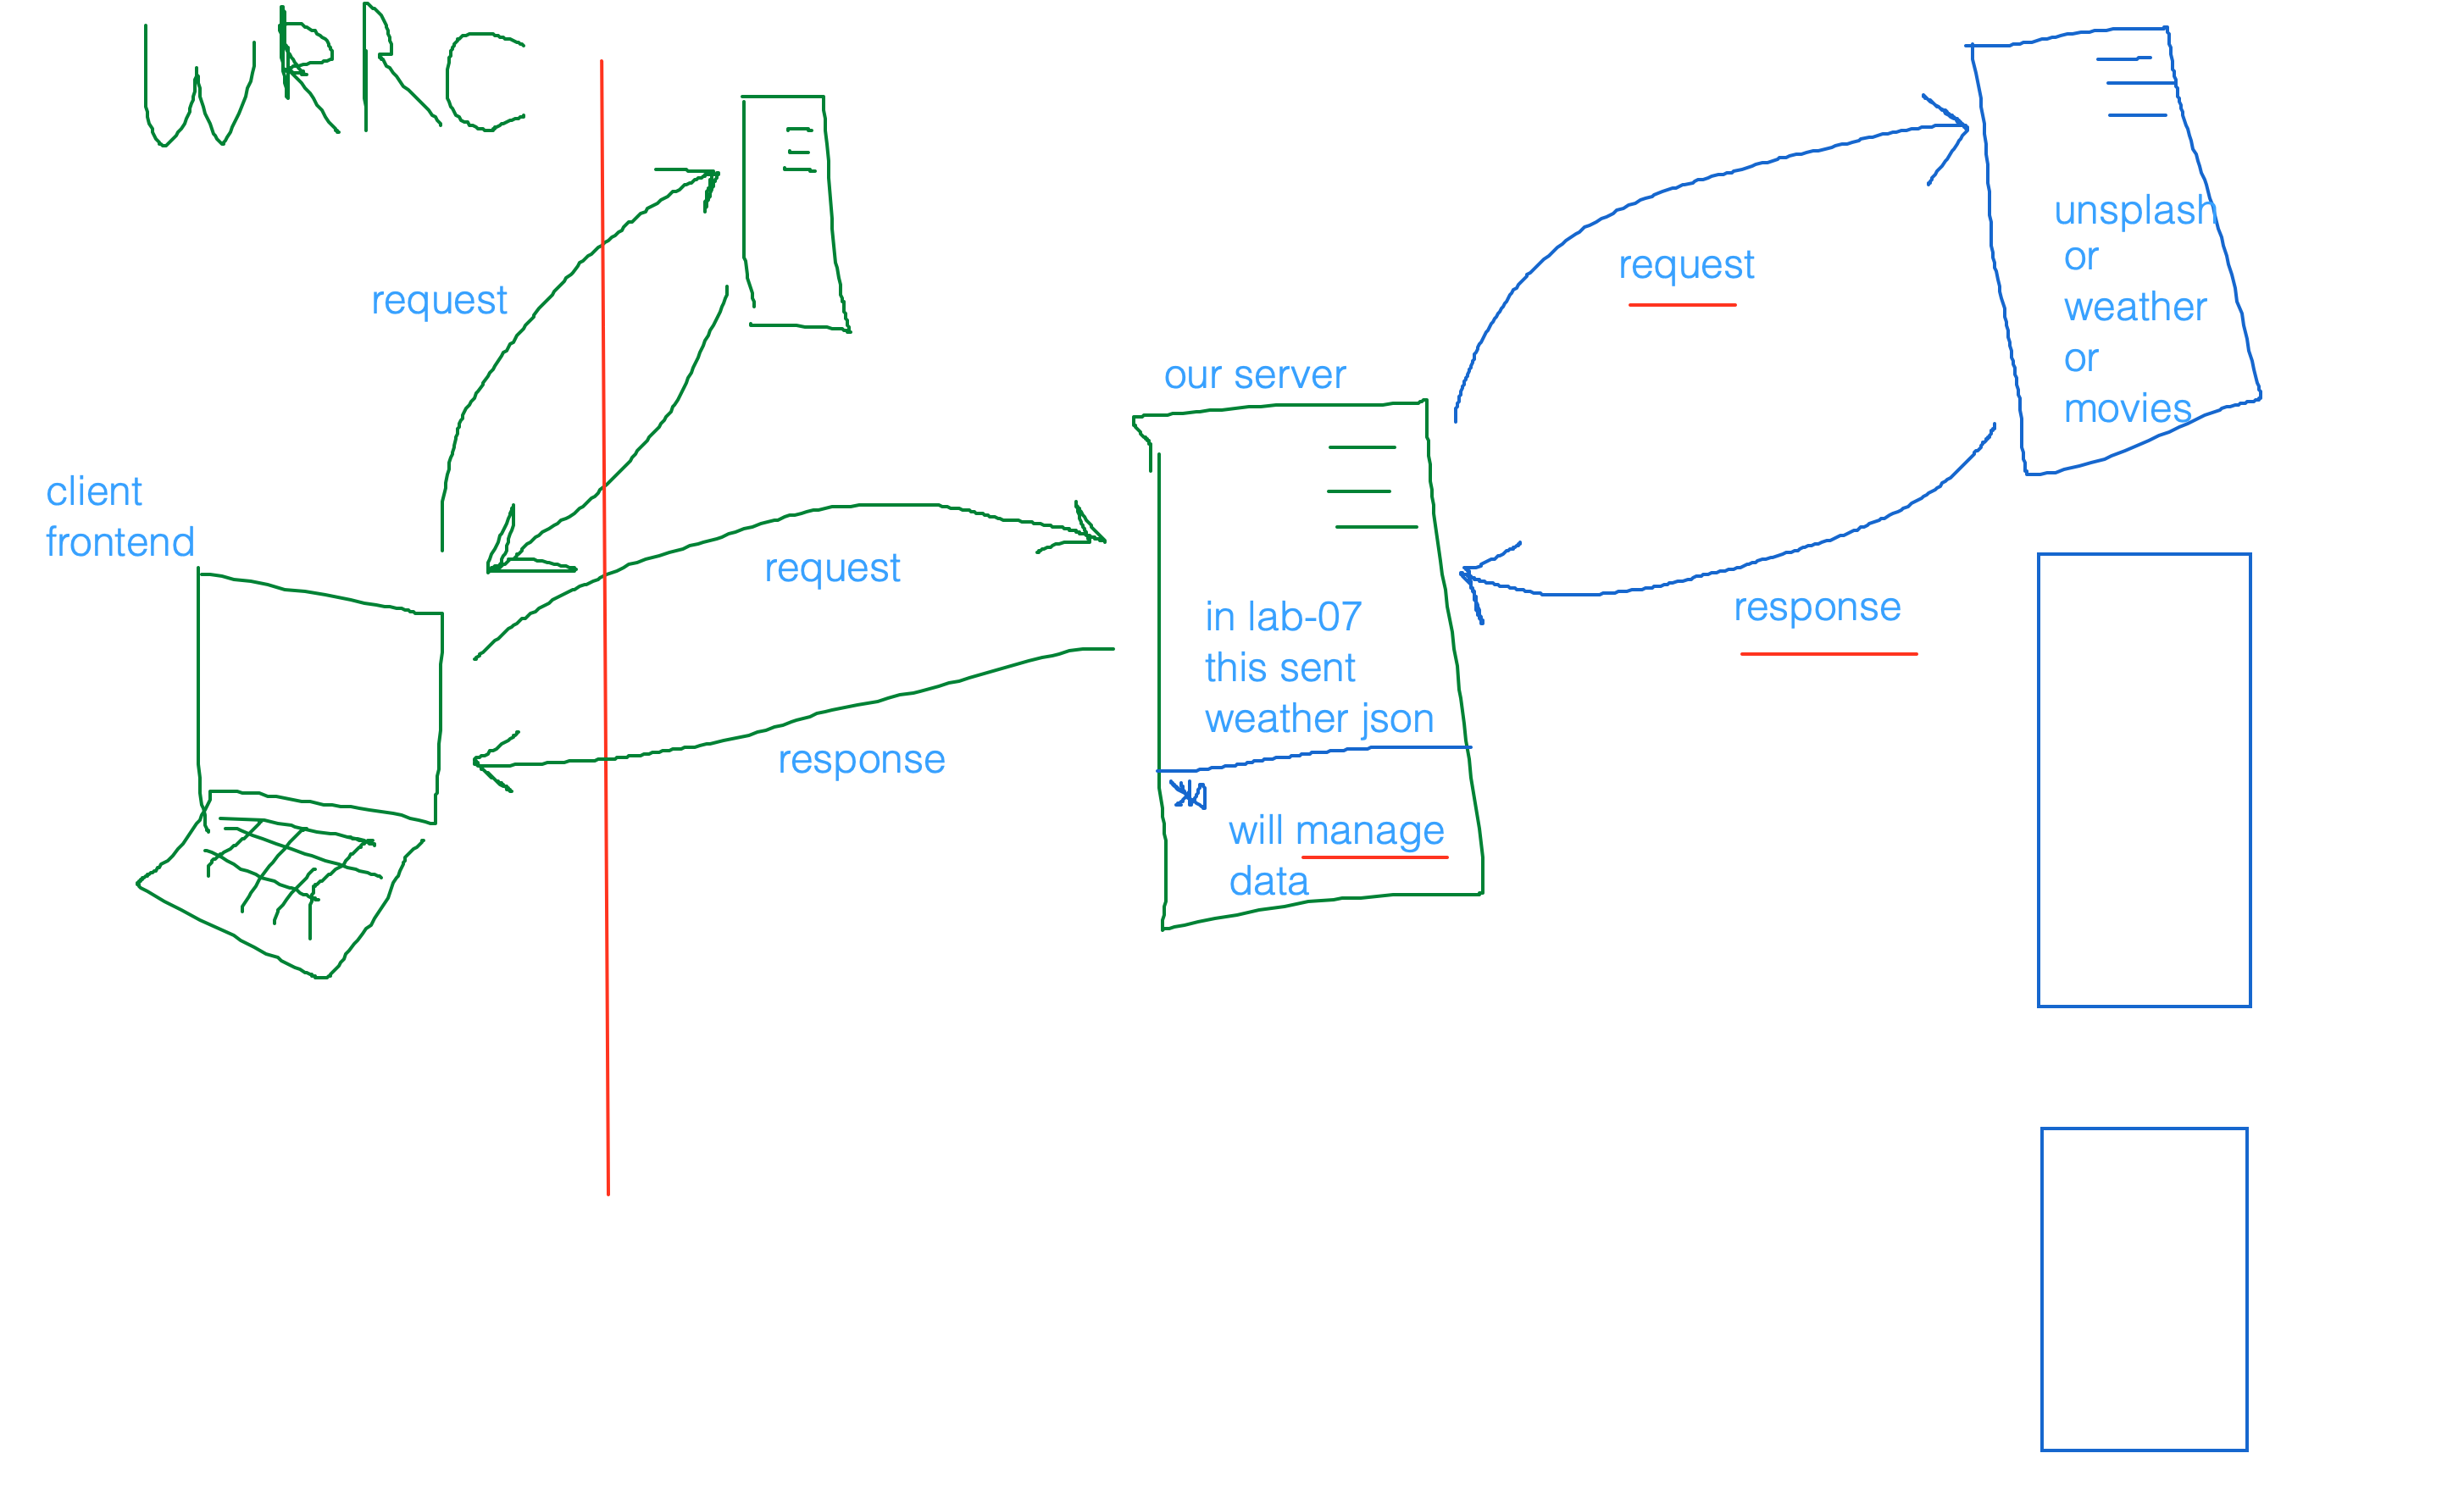 WRRC
request
client
frontend
request
response
our server
in lab-07
this sent
weather json
will manage
data
request
response
unsplash
or
weather
or
movies